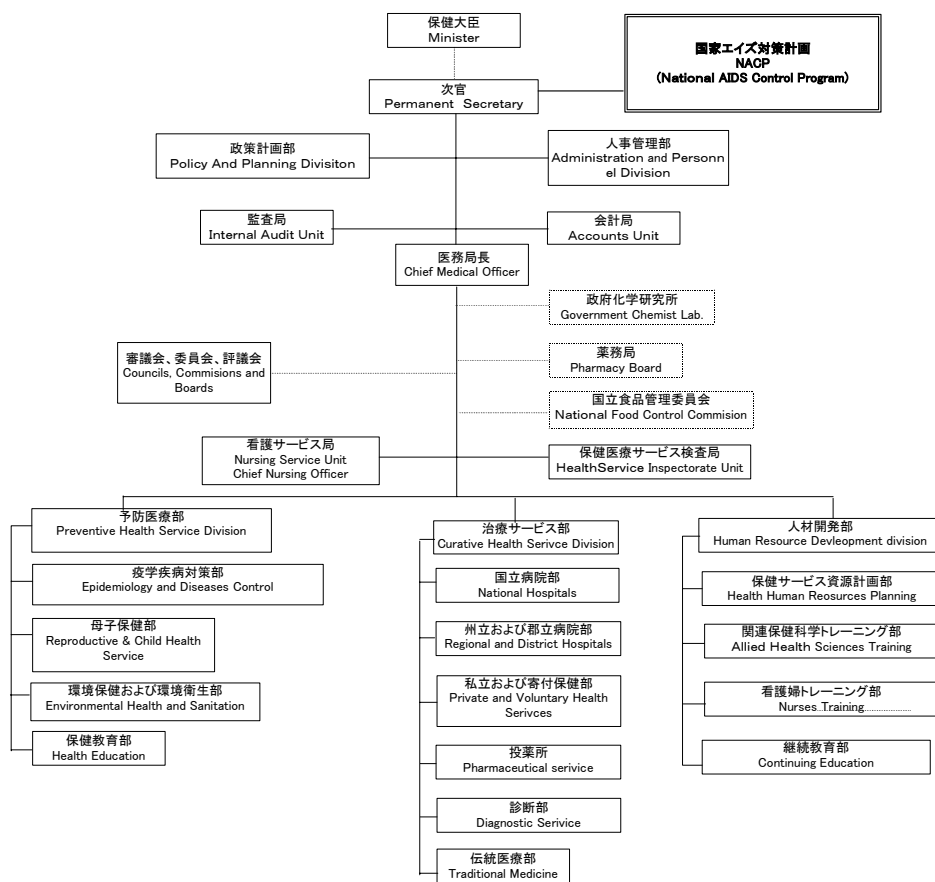 保健大臣
Minister
国家エイズ対策計画
NACP
(National AIDS Control Program)
次官
Permanent Secretary
政策計画部
Policy And Planning Divisiton
人事管理部
Administration and Personn
el Division
監査局
Internal Audit Unit
会計局
Accounts Unit
医務局長
Chief Medical Officer
政府化学研究所
Government Chemist Lab.
審議会、委員会、評議会
Councils, Commisions and
Boards
薬務局
Pharmacy Board
国立食品管理委員会
National Food Control Commision
看護サービス局
Nursing Service Unit
Chief Nursing Officer
保健医療サービス検査局
HealthService Inspectorate Unit
予防医療部
Preventive Health Service Division
疫学疾病対策部
Epidemiology and Diseases Control
母子保健部
Reproductive & Child Health
Service
環境保健および環境衛生部
Environmental Health and Sanitation
保健教育部
Health Education
治療サービス部
Curative Health Serivce Division
国立病院部
National Hospitals
州立および郡立病院部
Regional and District Hospitals
私立および寄付保健部
Private and Voluntary Health
Serivces
投薬所
Pharmaceutical serivice
診断部
Diagnostic Serivice
伝統医療部
Traditional Medicine
人材開発部
Human Resource Devleopment division
保健サービス資源計画部
Health Human Reosurces Planning
関連保健科学トレーニング部
Allied Health Sciences Training
看護婦トレーニング部
Nurses Training
継続教育部
Continuing Education